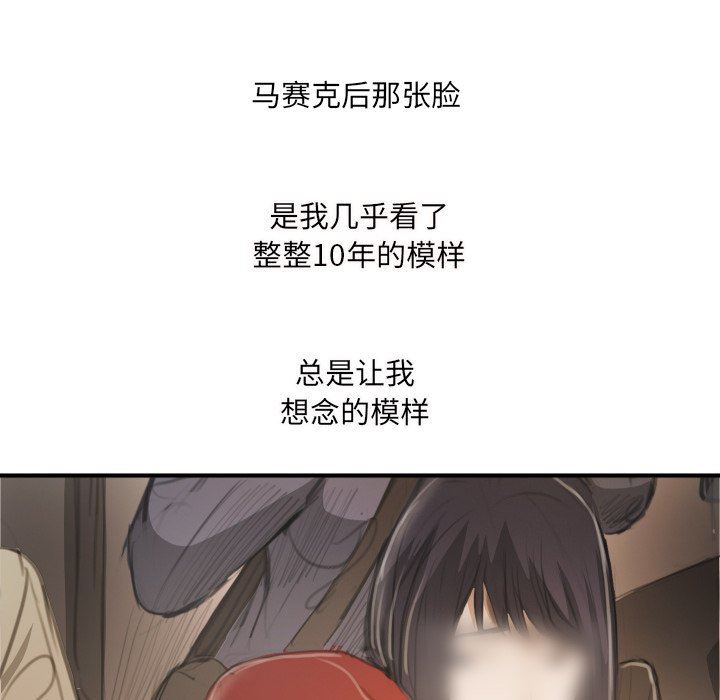 马赛克后那张脸
是我几乎看了
整整10年的模样
总是让我
想念的模样